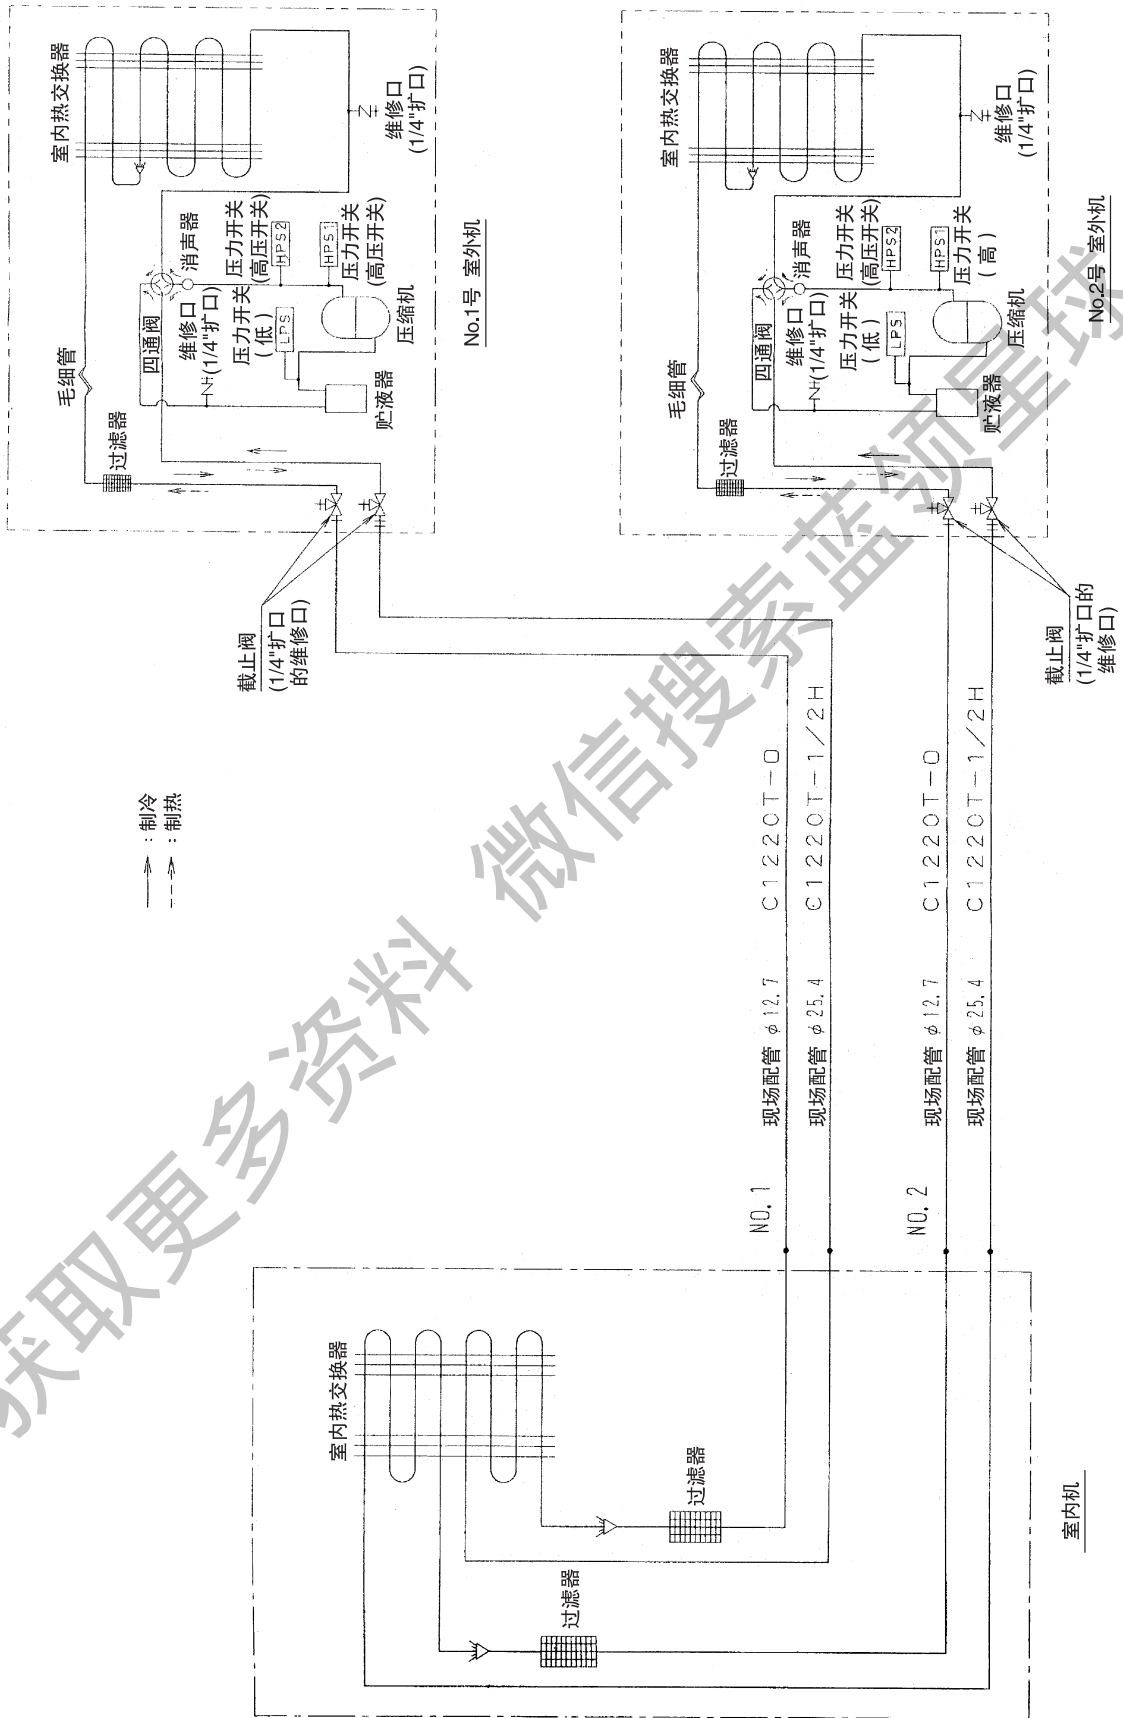 室内热交换器
维修口
(1/4"扩口)
消声器
压力开关
(高压开关)
HPS2
HPS1
压力开关
(高压开关)
四通阀
维修口
(1/4"扩口)
压力开关
(低)
LPS
压缩机
贮液器
毛细管
过滤器
No.1号 室外机
截止阀
(1/4"扩口
的维修口)
室内热交换器
维修口
(1/4"扩口)
消声器
压力开关
(高压开关)
HPS2
HPS1
压力开关
(高)
四通阀
维修口
(1/4"扩口)
压力开关
(低)
LPS
压缩机
贮液器
毛细管
过滤器
No.2号 室外机
截止阀
(1/4"扩口的
维修口)
:制冷
:制热
NO.1
现场配管 φ12.7 C1220T-O
现场配管 φ25.4 C1220T-1/2H
NO.2
现场配管 φ12.7 C1220T-O
现场配管 φ25.4 C1220T-1/2H
室内热交换器
过滤器
过滤器
室内机
获取更多资料 微信搜索蓝领星球